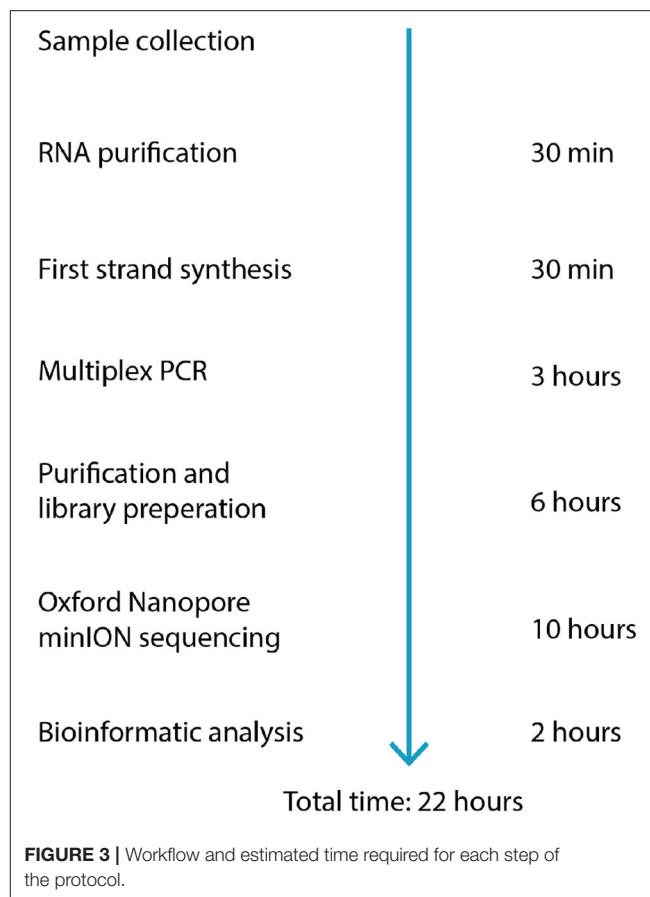 Sample collection
RNA purification 30 min
First strand synthesis 30 min
Multiplex PCR 3 hours
Purification and
library preperation 6 hours
Oxford Nanopore
minION sequencing 10 hours
Bioinformatic analysis 2 hours
Total time: 22 hours
FIGURE 3 | Workflow and estimated time required for each step of
the protocol.